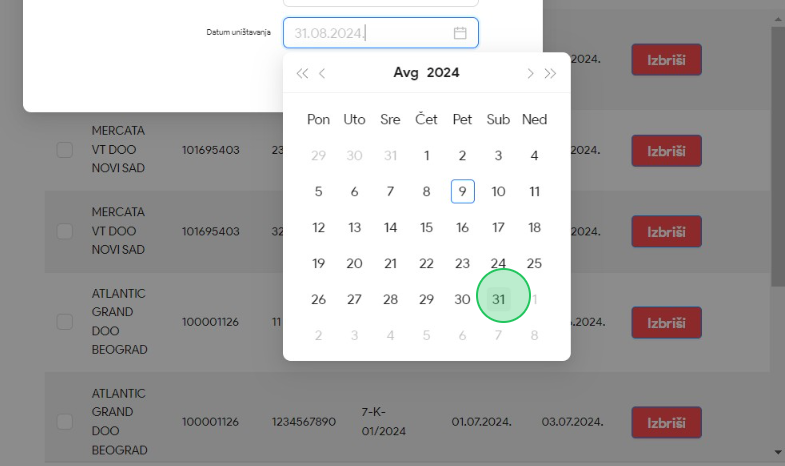 Datum uništavanja 31.08.2024.
Avg 2024
Pon Uto Sre Čet Pet Sub Ned
29 30 31 1 2 3 4
5 6 7 8 9 10 11
12 13 14 15 16 17 18
19 20 21 22 23 24 25
26 27 28 29 30 31 1
2 3 4 5 6 7 8
2024. Izbriši
MERCATA
VT DOO
NOVI SAD
101695403 23 2024. Izbriši
MERCATA
VT DOO
NOVI SAD
101695403 32 2024. Izbriši
ATLANTIC
GRAND
DOO
BEOGRAD
100001126 11 .2024. Izbriši
ATLANTIC
GRAND
DOO
BEOGRAD
100001126 1234567890 7-K-
01/2024
01.07.2024. 03.07.2024. Izbriši